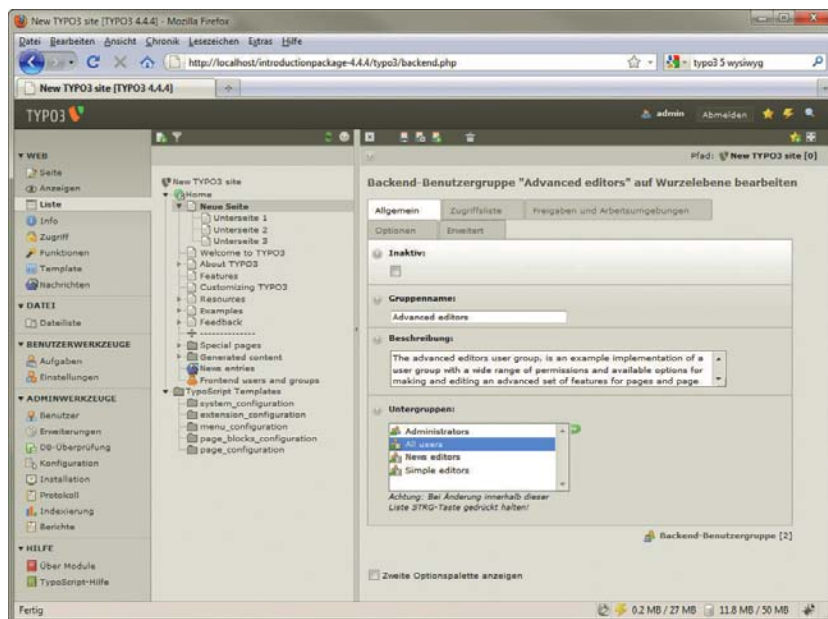 New TYPO3 site [TYPO3 4.4.4] - Mozilla Firefox
Datei Bearbeiten Ansicht Chronik Lesezeichen Extras Hilfe
http://localhost/introductionpackage-4.4.4/typo3/backend.php
typo3 5 wysiwyg
New TYPO3 site [TYPO3 4.4.4]
TYPO3
admin
Abmelden
WEB
Seite
Anzeigen
Liste
Info
Zugriff
Funktionen
Template
Nachrichten
DATEI
Dateiliste
BENUTZERWERKZEUGE
Aufgaben
Einstellungen
ADMINWERKZEUGE
Benutzer
Erweiterungen
DB-Überprüfung
Konfiguration
Installation
Protokoll
Indexierung
Berichte
HILFE
Über Module
TypoScript-Hilfe
New TYPO3 site
Home
Neue Seite
Unterseite 1
Unterseite 2
Unterseite 3
Welcome to TYPO3
About TYPO3
Features
Customizing TYPO3
Resources
Examples
Feedback
--------------
Special pages
Generated content
News entries
Frontend users and groups
TypoScript Templates
system_configuration
extension_configuration
menu_configuration
page_blocks_configuration
page_configuration
Pfad: New TYPO3 site [0]
Backend-Benutzergruppe "Advanced editors" auf Wurzelebene bearbeiten
Allgemein Zugriffsliste Freigaben und Arbeitsumgebungen
Optionen Erweitert
Inaktiv:
Gruppenname:
Advanced editors
Beschreibung:
The advanced editors user group, is an example implementation of a
user group with a wide range of permissions and available options for
making and editing an advanced set of features for pages and page
Untergruppen:
Administrators
All users
News editors
Simple editors
Achtung: Bei Änderung innerhalb dieser
Liste STRG-Taste gedrückt halten!
Backend-Benutzergruppe [2]
Zweite Optionspalette anzeigen
Fertig
0.2 MB / 27 MB
11.8 MB / 50 MB